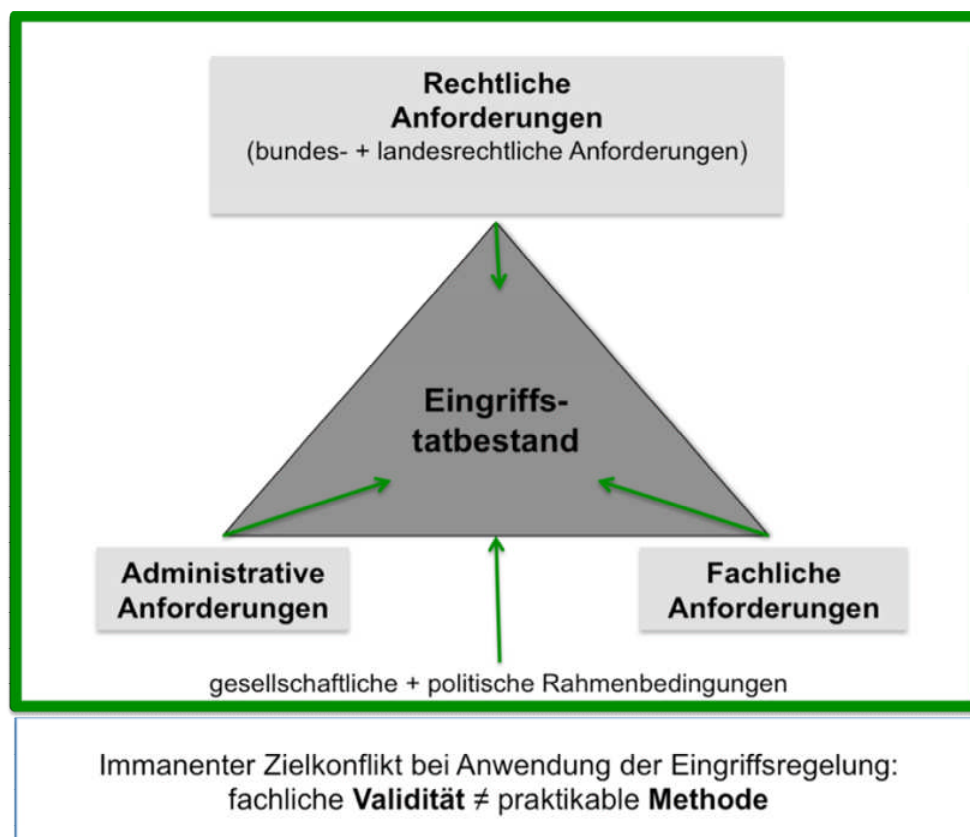 Rechtliche
Anforderungen
(bundes- + landesrechtliche Anforderungen)
Eingriffs-
tatbestand
Administrative
Anforderungen
Fachliche
Anforderungen
gesellschaftliche + politische Rahmenbedingungen
Immanenter Zielkonflikt bei Anwendung der Eingriffsregelung:
fachliche Validität ≠ praktikable Methode